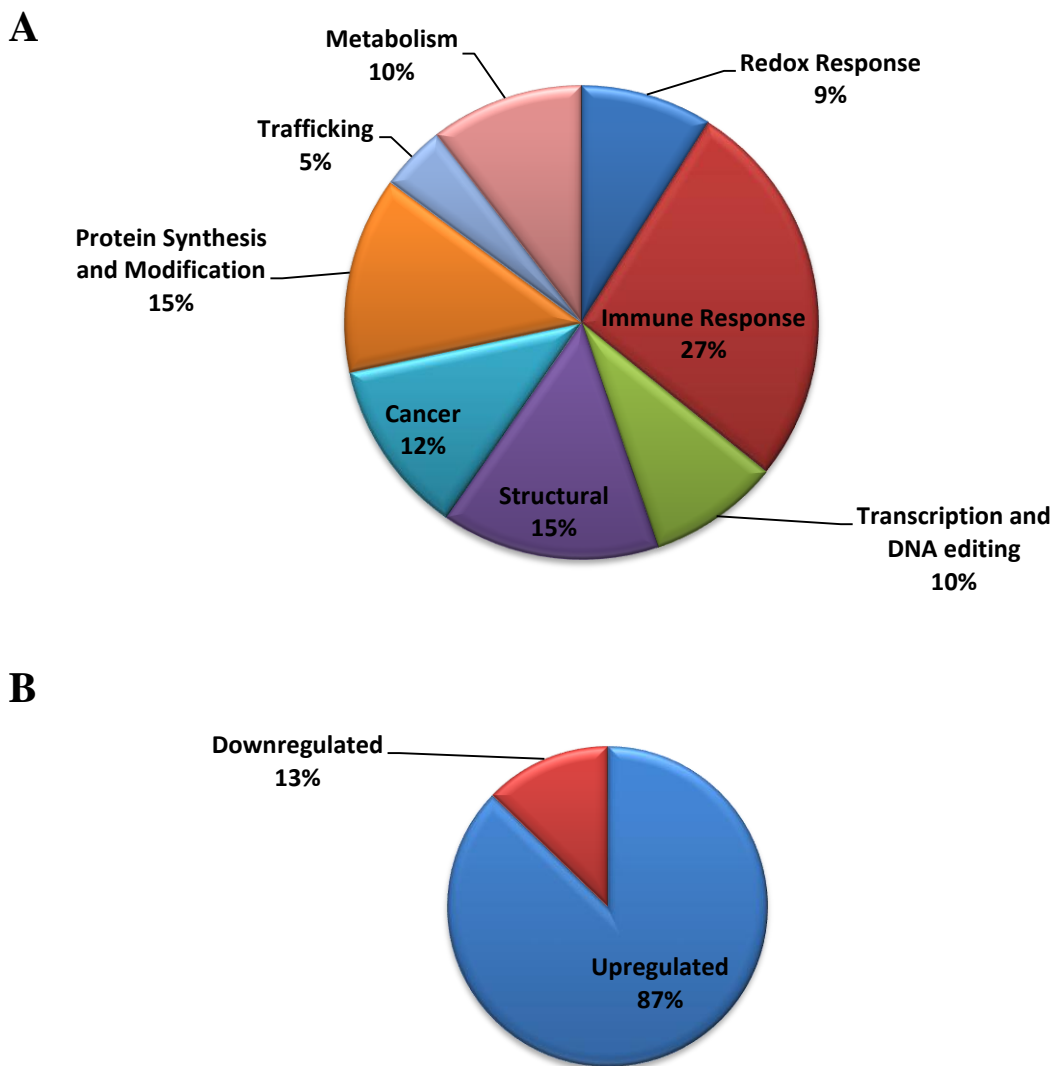 A
Metabolism
10%
Redox Response
9%
Trafficking
5%
Protein Synthesis
and Modification
15%
Immune Response
27%
Cancer
12%
Structural
15%
Transcription and
DNA editing
10%
B
Downregulated
13%
Upregulated
87%